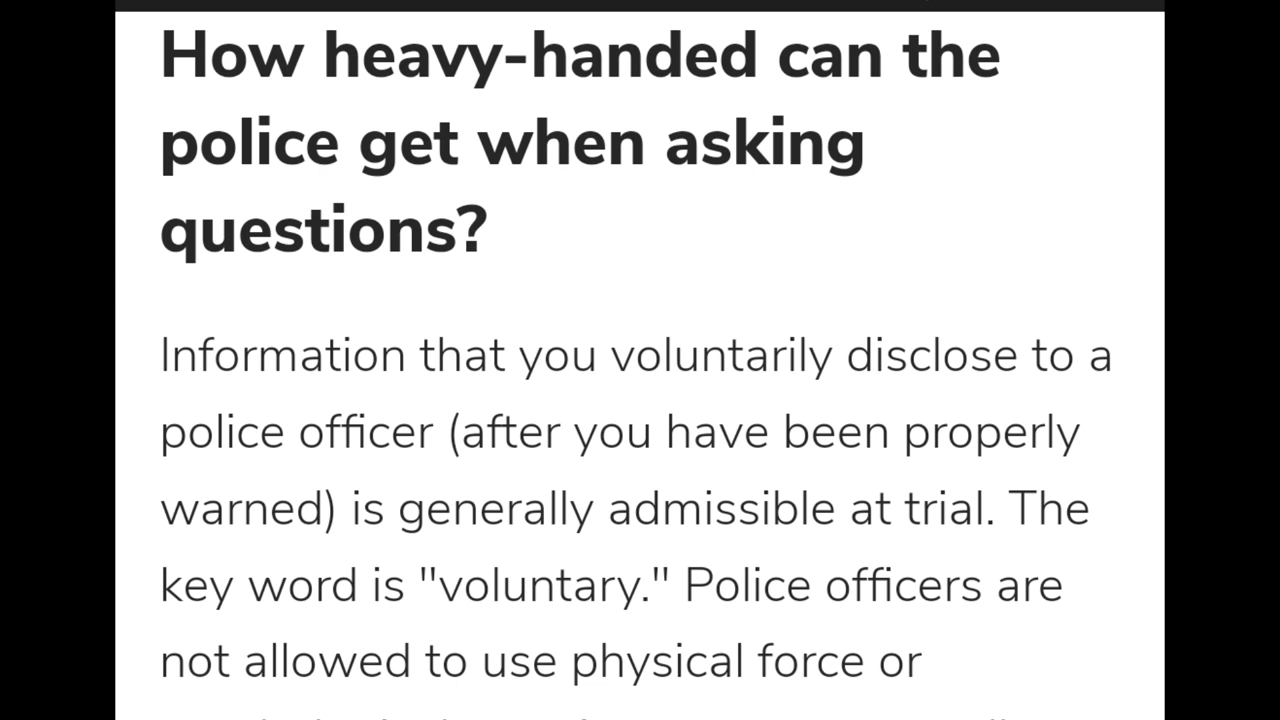 How heavy-handed can the
police get when asking
questions?
Information that you voluntarily disclose to a
police officer (after you have been properly
warned) is generally admissible at trial. The
key word is "voluntary." Police officers are
not allowed to use physical force or